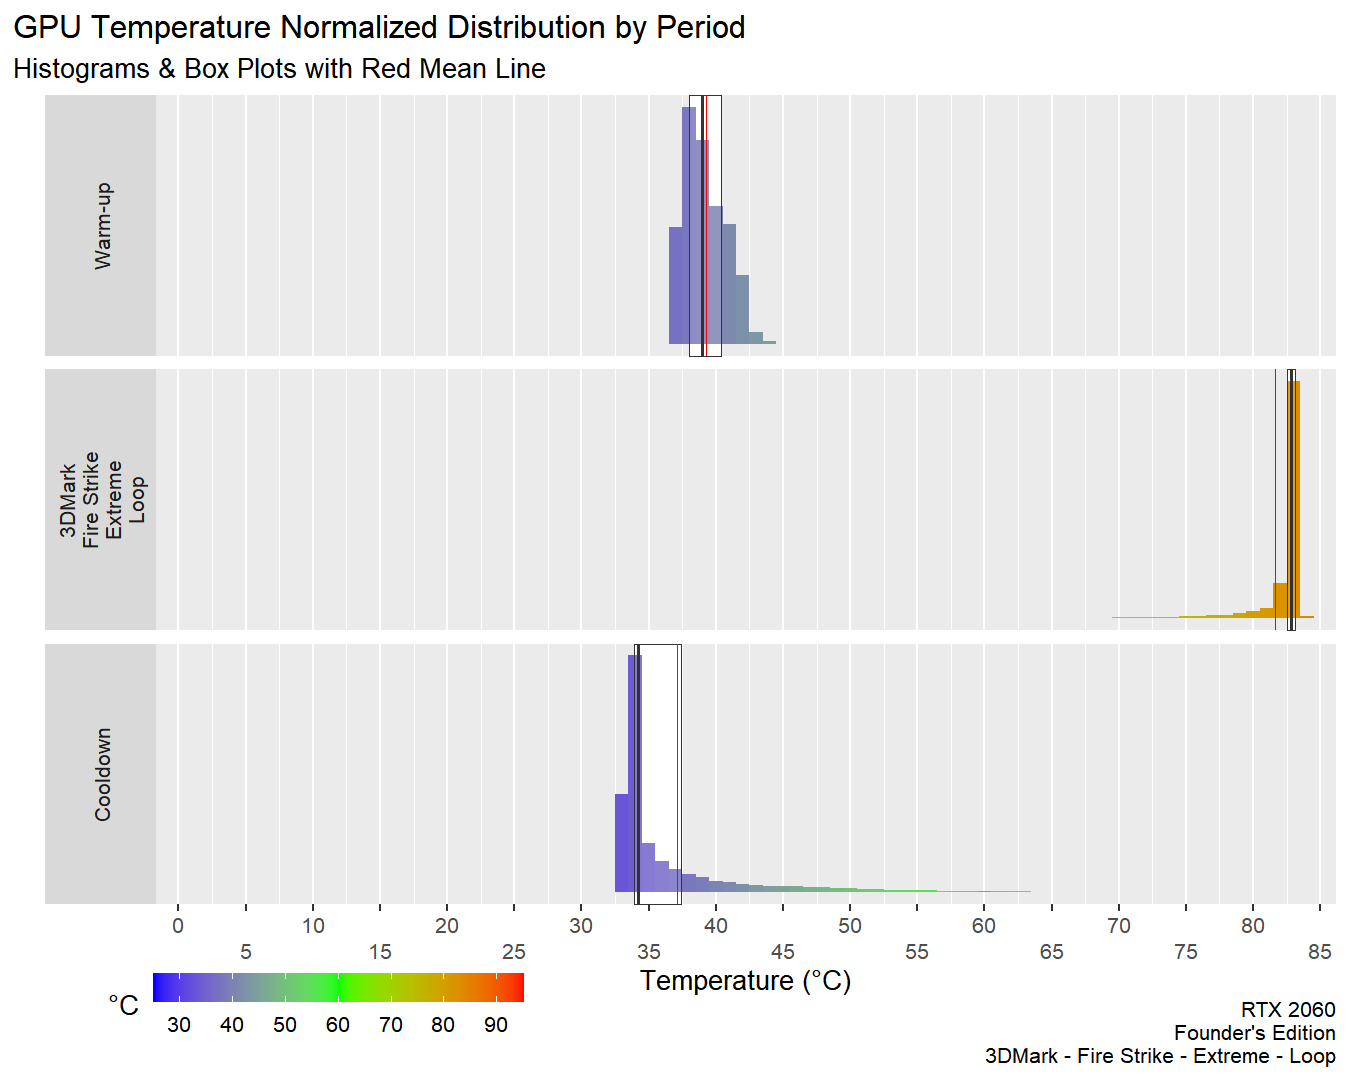 GPU Temperature Normalized Distribution by Period
Histograms & Box Plots with Red Mean Line
Warm-up
3DMark
Fire Strike
Extreme
Loop
Cooldown
0 10 20 30 40 50 60 70 80
5 15 25 35 45 55 65 75 85
Temperature (°C)
°C
30 40 50 60 70 80 90
RTX 2060
Founder's Edition
3DMark - Fire Strike - Extreme - Loop